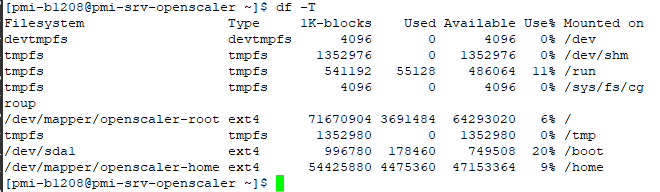 [pmi-bl208@pmi-srv-openscaler ~]$ df -T
Filesystem                  Type     1K-blocks    Used Available Use% Mounted on
devtmpfs                    devtmpfs      4096       0      4096   0% /dev
tmpfs                       tmpfs      1352976       0   1352976   0% /dev/shm
tmpfs                       tmpfs       541192   55128    486064  11% /run
tmpfs                       tmpfs         4096       0      4096   0% /sys/fs/cg
roup
/dev/mapper/openscaler-root ext4      71670904 3691484  64293020   6% /
tmpfs                       tmpfs      1352980       0   1352980   0% /tmp
/dev/sda1                   ext4        996780  178460    749508  20% /boot
/dev/mapper/openscaler-home ext4      54425880 4475360  47153364   9% /home
[pmi-bl208@pmi-srv-openscaler ~]$